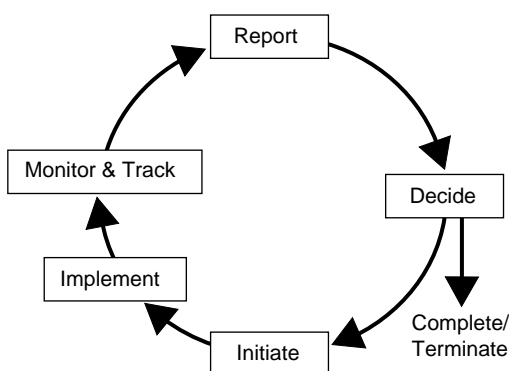 Report
Monitor & Track
Decide
Implement
Initiate
Complete/
Terminate